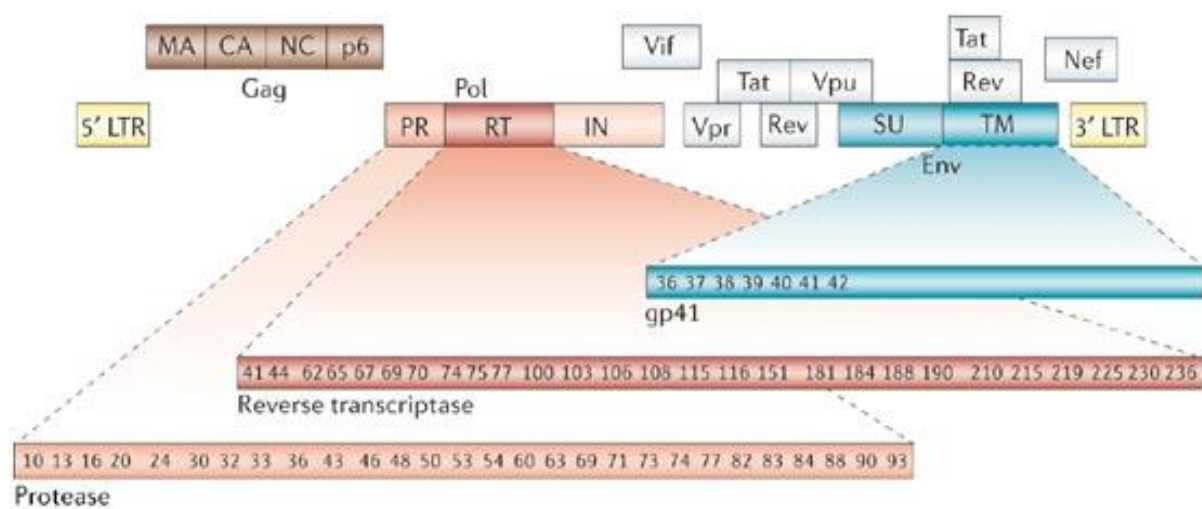 MA CA NC p6
Gag
Vif
Tat
Nef
Tat Vpu
Rev
Pol
5′ LTR
PR RT IN
Vpr
Rev
SU TM
3′ LTR
Env
36 37 38 39 40 41 42
gp41
41 44 62 65 67 69 70 74 75 77 100 103 106 108 115 116 151 181 184 188 190 210 215 219 225 230 236
Reverse transcriptase
10 13 16 20 24 30 32 33 36 43 46 48 50 53 54 60 63 69 71 73 74 77 82 83 84 88 90 93
Protease